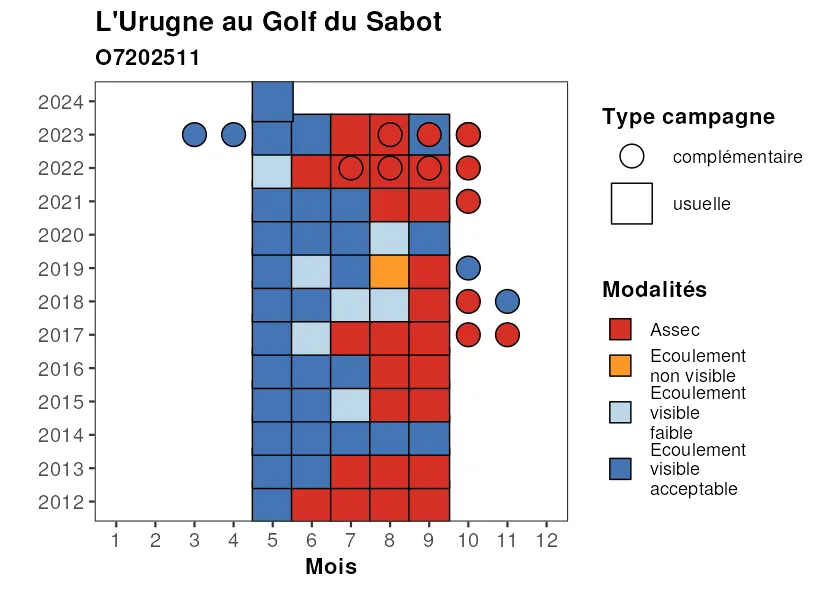 L'Urugne au Golf du Sabot
O7202511
2024
2023
2022
2021
2020
2019
2018
2017
2016
2015
2014
2013
2012
1 2 3 4 5 6 7 8 9 10 11 12
Mois
Type campagne
complémentaire
usuelle
Modalités
Assec
Ecoulement
non visible
Ecoulement
visible
faible
Ecoulement
visible
acceptable